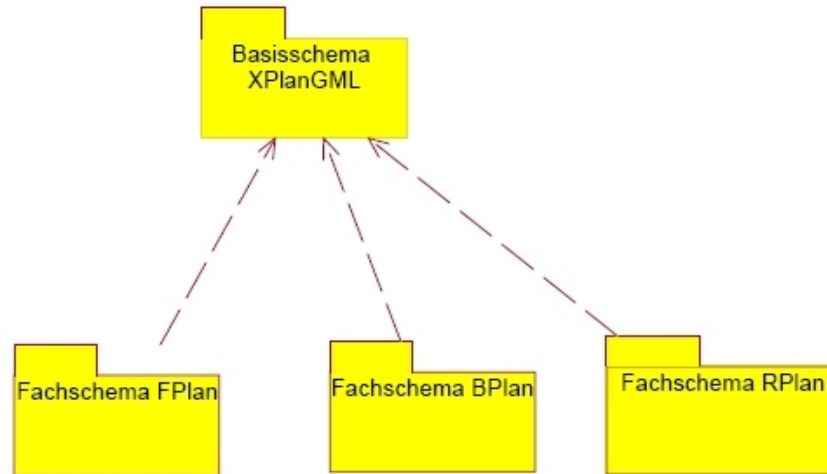 Basisschema
XPlanGML
Fachschema FPlan
Fachschema BPlan
Fachschema RPlan